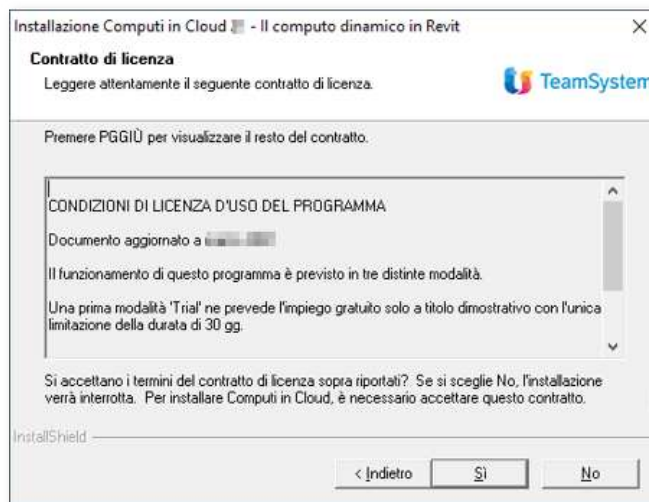 Installazione Computi in Cloud - Il computo dinamico in Revit
Contratto di licenza
Leggere attentamente il seguente contratto di licenza.
TeamSystem
Premere PGGIÙ per visualizzare il resto del contratto.
CONDIZIONI DI LICENZA D'USO DEL PROGRAMMA
Documento aggiornato a
Il funzionamento di questo programma è previsto in tre distinte modalità.
Una prima modalità 'Trial' ne prevede l'impiego gratuito solo a titolo dimostrativo con l'unica
limitazione della durata di 30 gg.
Si accettano i termini del contratto di licenza sopra riportati? Se si sceglie No, l'installazione
verrà interrotta. Per installare Computi in Cloud, è necessario accettare questo contratto.
InstallShield
< Indietro
Sì
No